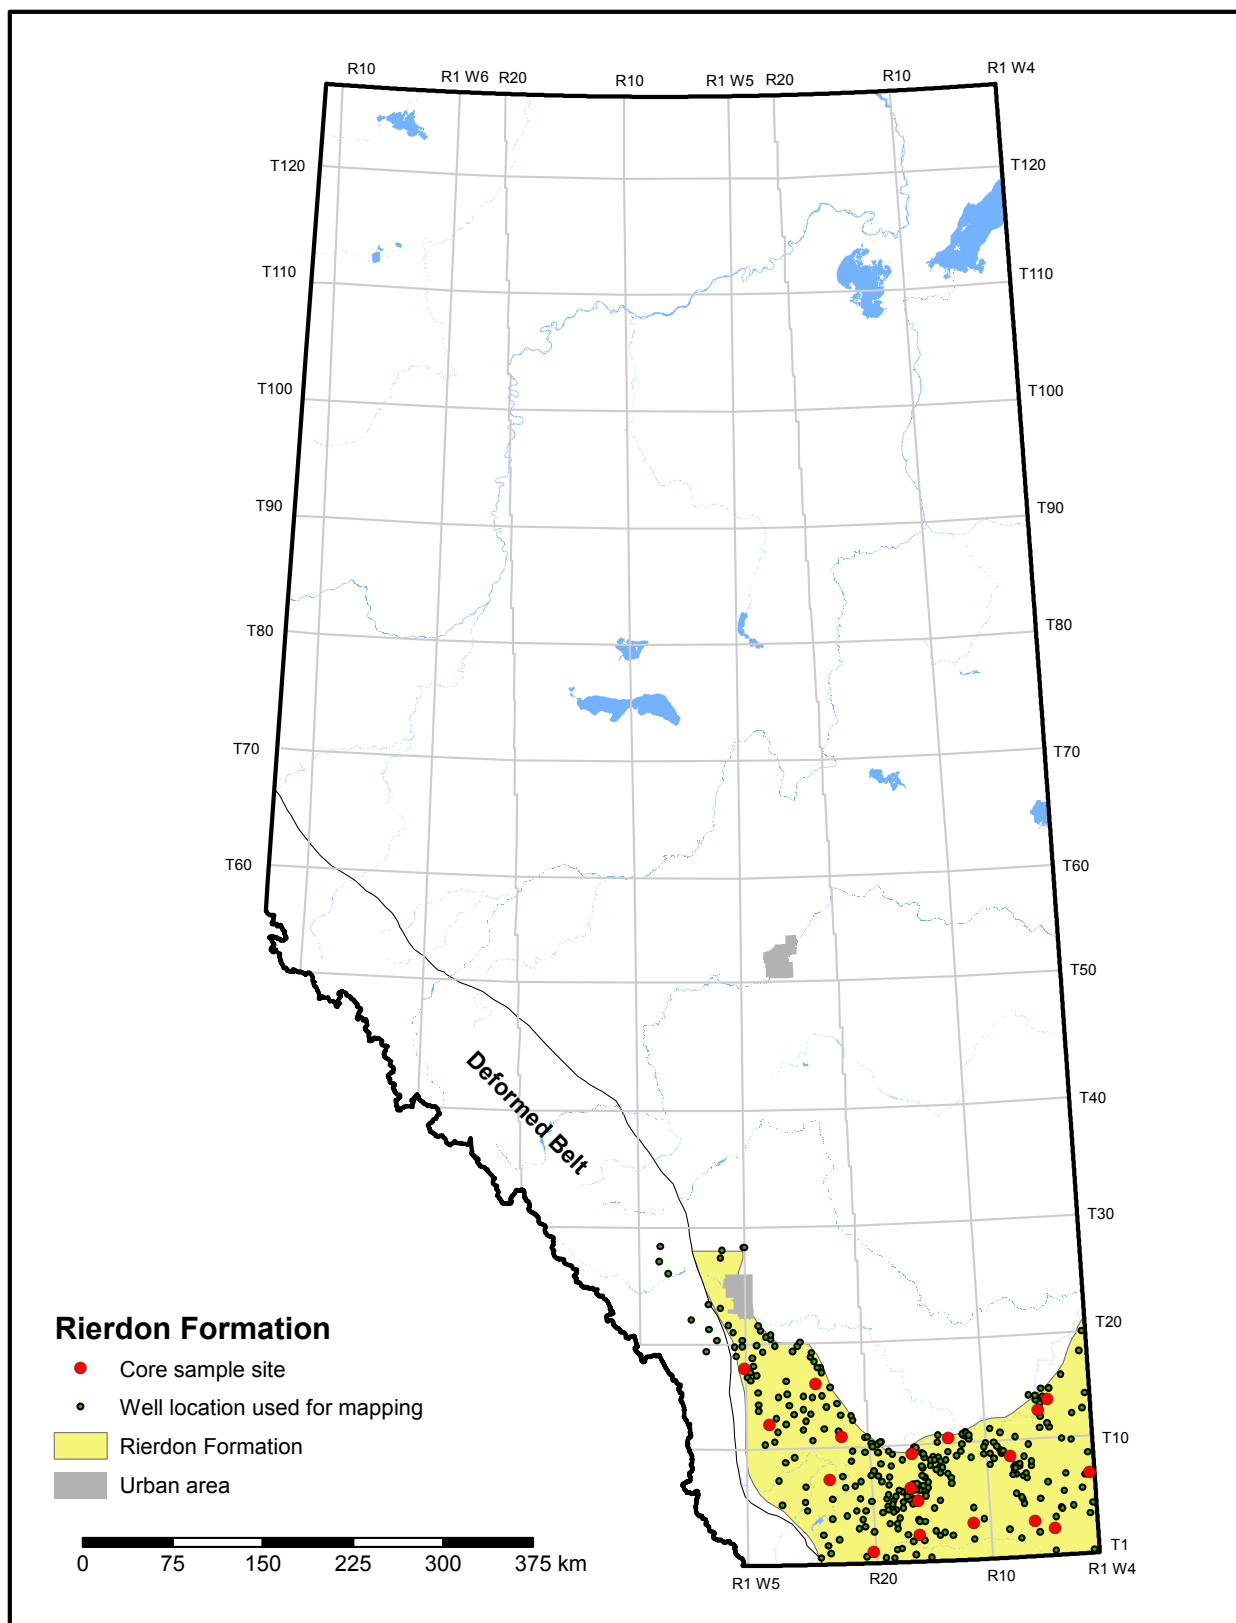 R10 R1 W6 R20 R10 R1 W5 R20 R10 R1 W4
T120 T120
T110 T110
T100 T100
T90 T90
T80 T80
T70 T70
T60 T60
T50
Deformed Belt
T40
T30
T20
T10
T1
R1 W5 R20 R10 R1 W4
Rierdon Formation
Core sample site
Well location used for mapping
Rierdon Formation
Urban area
0 75 150 225 300 375 km